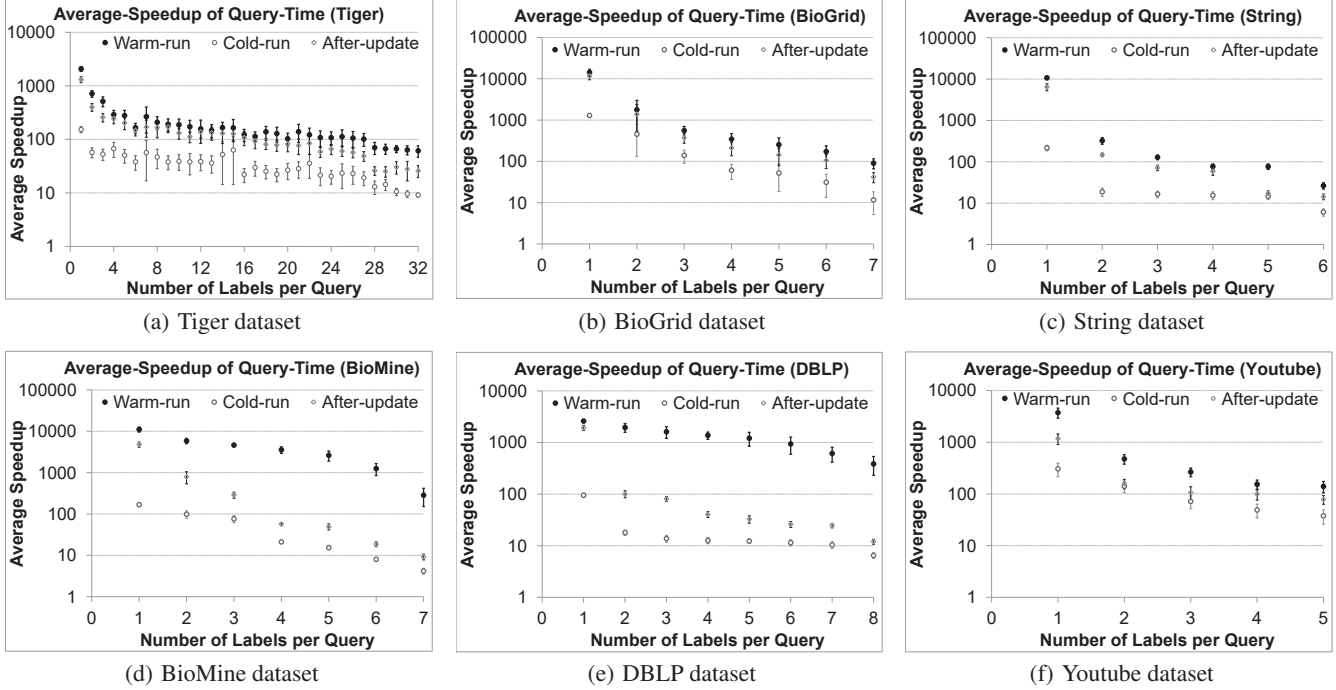 Average-Speedup of Query-Time (Tiger)
Average Speedup
10000
1000
100
10
1
Warm-run Cold-run After-update
0 4 8 12 16 20 24 28 32
Number of Labels per Query
(a) Tiger dataset
Average-Speedup of Query-Time (BioGrid)
Average Speedup
100000
10000
1000
100
10
1
Warm-run Cold-run After-update
0 1 2 3 4 5 6 7
Number of Labels per Query
(b) BioGrid dataset
Average-Speedup of Query-Time (String)
Average Speedup
100000
10000
1000
100
10
1
Warm-run Cold-run After-update
0 1 2 3 4 5 6
Number of Labels per Query
(c) String dataset
Average-Speedup of Query-Time (BioMine)
Average Speedup
100000
10000
1000
100
10
1
Warm-run Cold-run After-update
0 1 2 3 4 5 6 7
Number of Labels per Query
(d) BioMine dataset
Average-Speedup of Query-Time (DBLP)
Average Speedup
10000
1000
100
10
1
Warm-run Cold-run After-update
0 1 2 3 4 5 6 7 8
Number of Labels per Query
(e) DBLP dataset
Average-Speedup of Query-Time (Youtube)
Average Speedup
10000
1000
100
10
1
Warm-run Cold-run After-update
0 1 2 3 4 5
Number of Labels per Query
(f) Youtube dataset